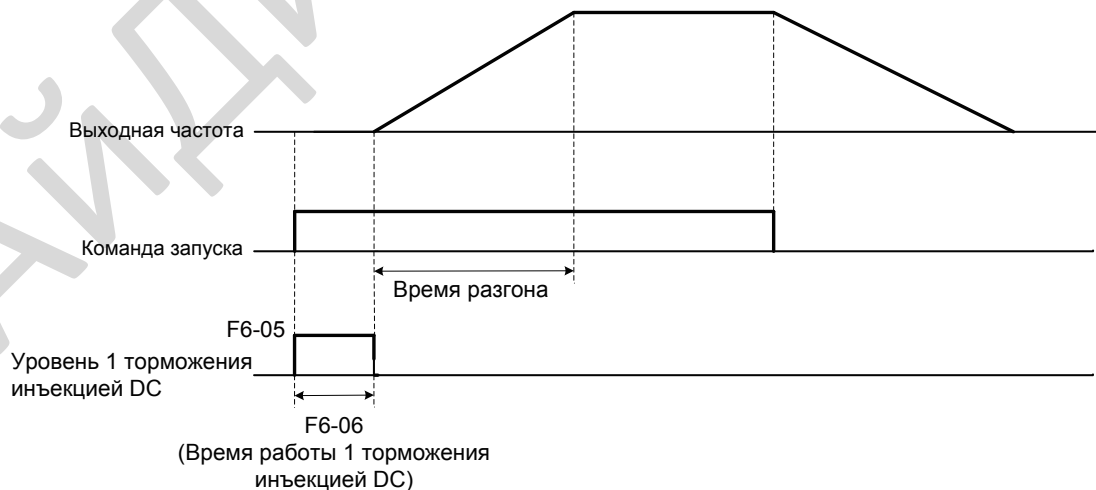 Выходная частота
Команда запуска
Время разгона
F6-05
Уровень 1 торможения
инъекцией DC
F6-06
(Время работы 1 торможения
инъекцией DC)